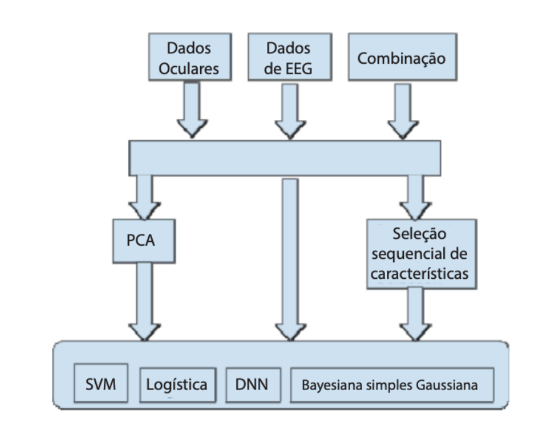 Dados
Oculares
Dados
de EEG
Combinação
PCA
Seleção
sequencial de
características
SVM
Logística
DNN
Bayesiana simples Gaussiana